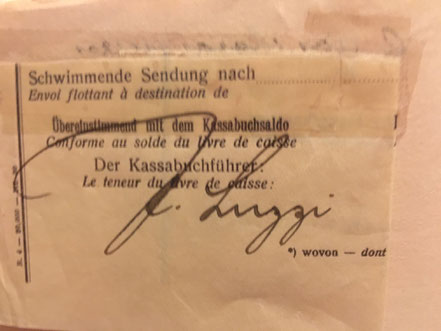 Schwimmende Sendung nach
Envoi flottant à destination de
Übereinstimmend mit dem Kassabuchsaldo
Conforme au solde du livre de caisse
Der Kassabuchführer:
Le teneur du livre de caisse:
J. Luzzi
*) wovon — dont